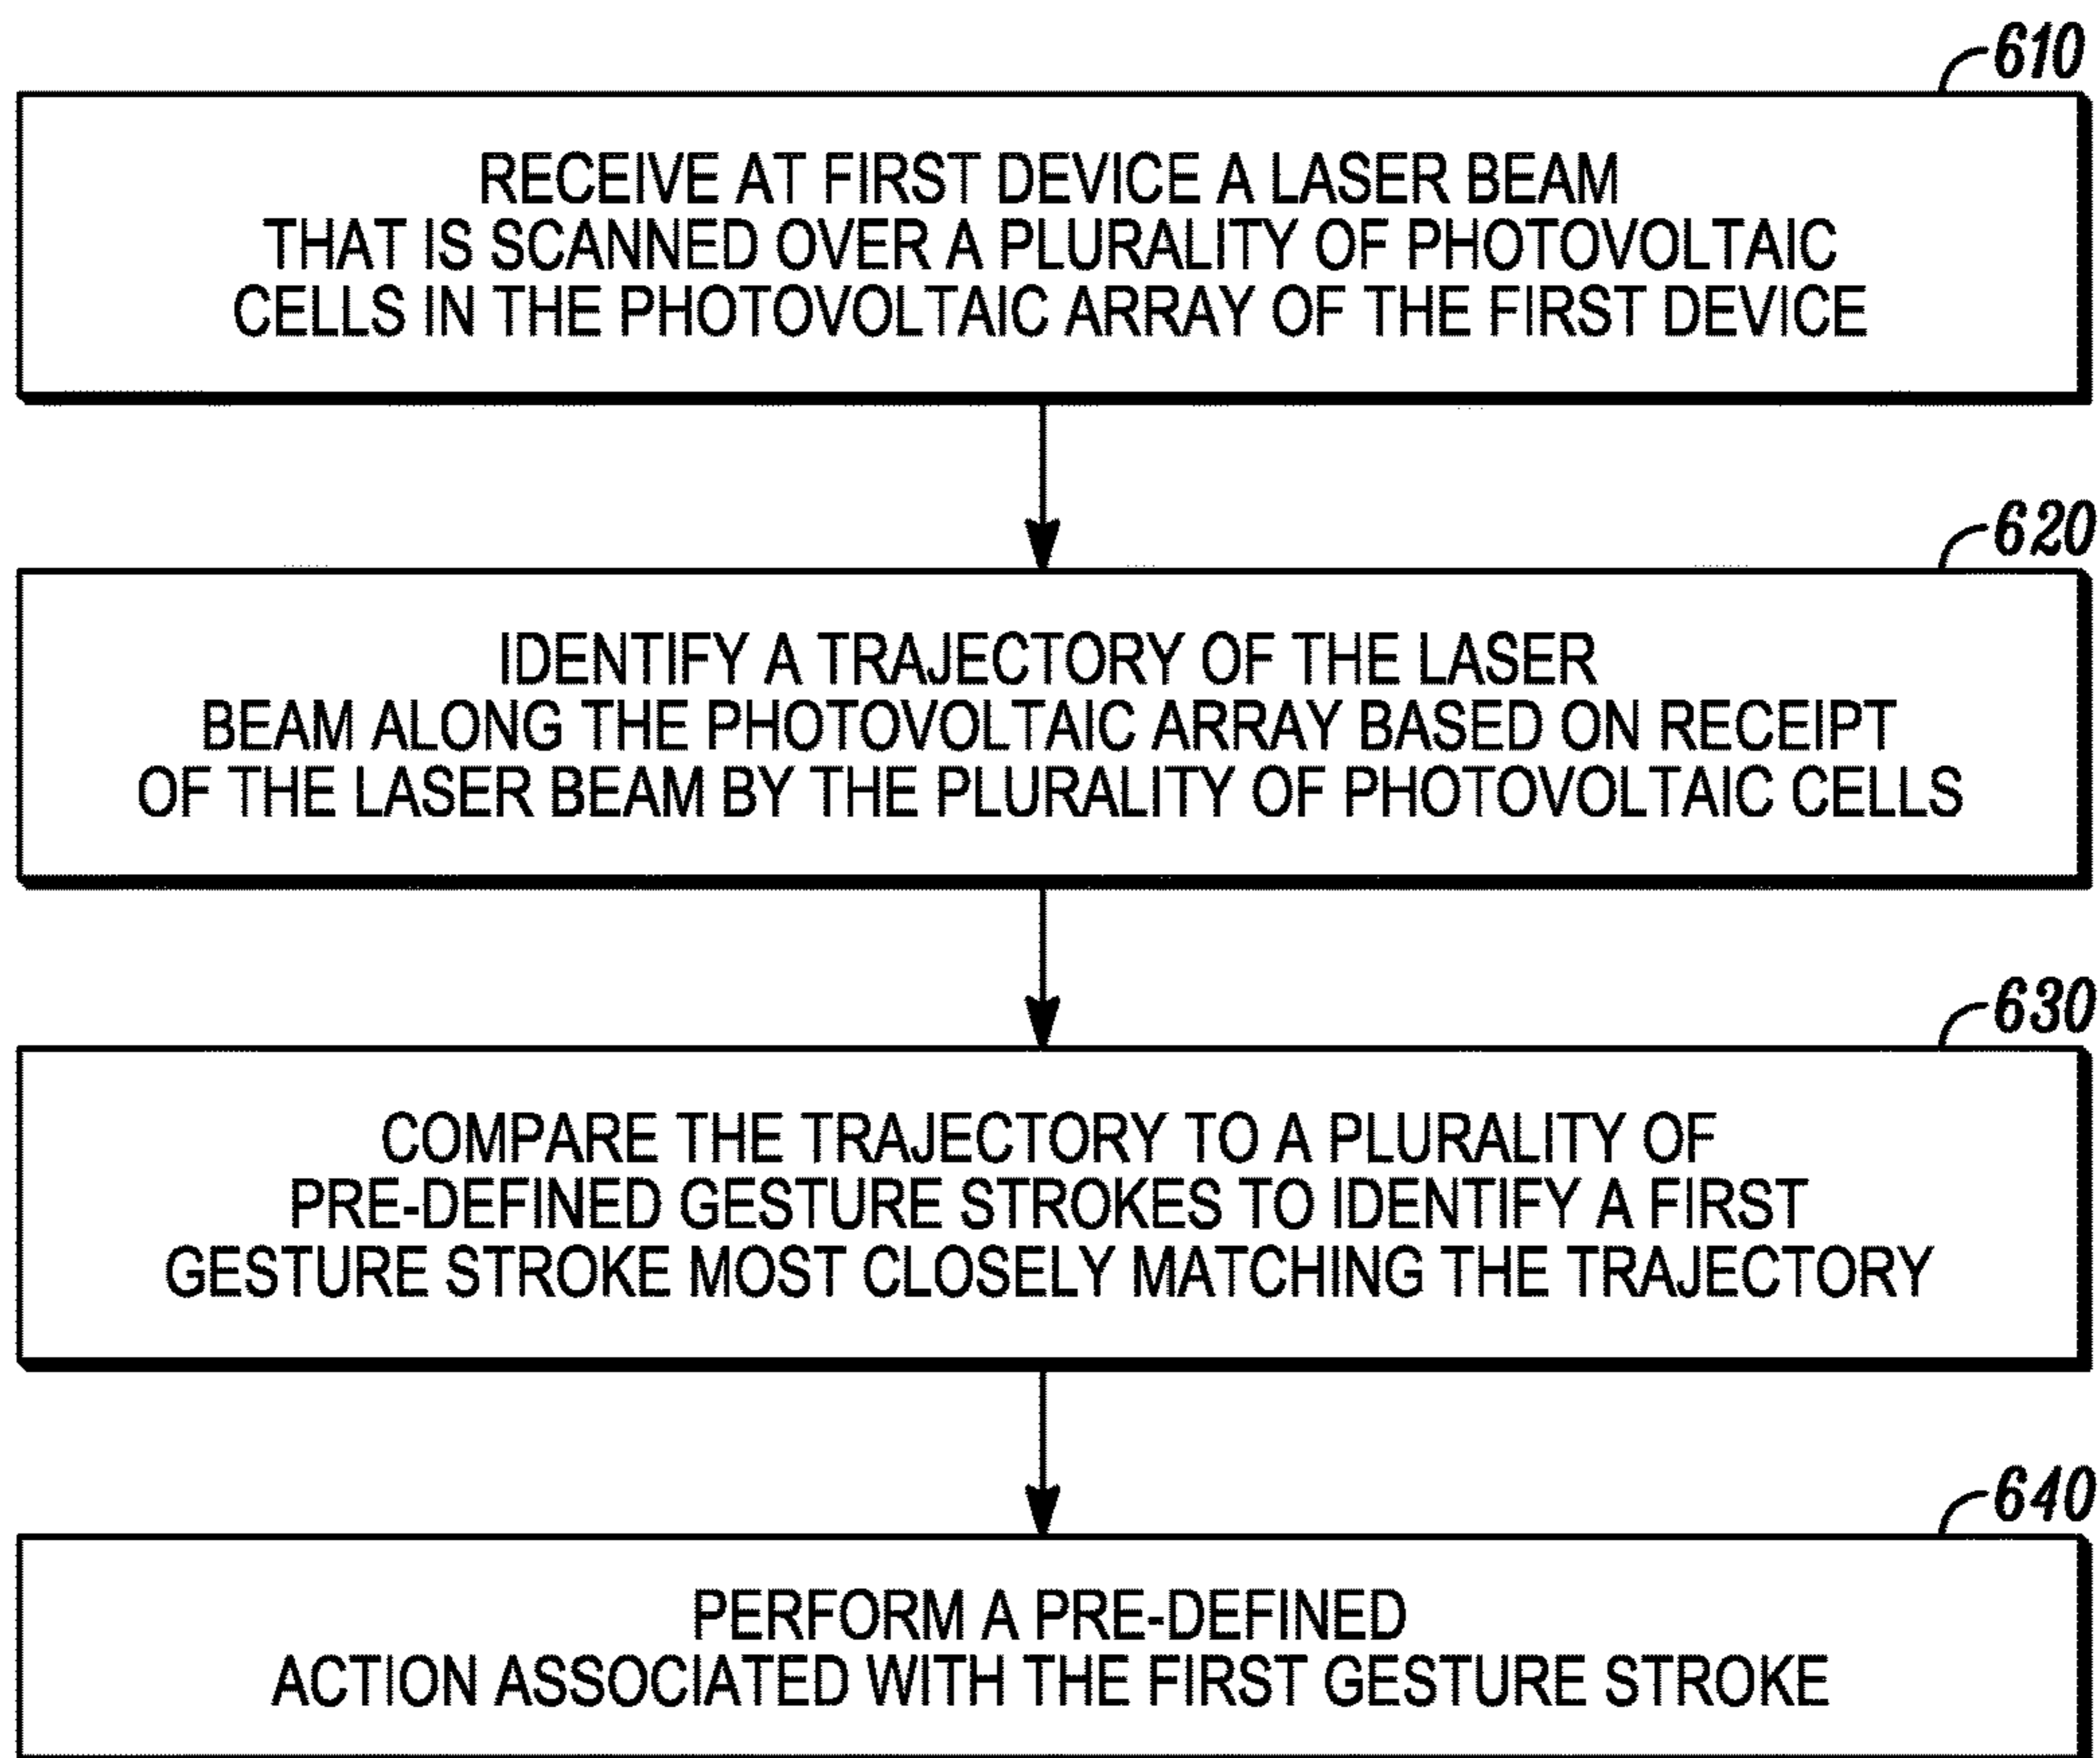 610
RECEIVE AT FIRST DEVICE A LASER BEAM
THAT IS SCANNED OVER A PLURALITY OF PHOTOVOLTAIC
CELLS IN THE PHOTOVOLTAIC ARRAY OF THE FIRST DEVICE
620
IDENTIFY A TRAJECTORY OF THE LASER
BEAM ALONG THE PHOTOVOLTAIC ARRAY BASED ON RECEIPT
OF THE LASER BEAM BY THE PLURALITY OF PHOTOVOLTAIC CELLS
630
COMPARE THE TRAJECTORY TO A PLURALITY OF
PRE-DEFINED GESTURE STROKES TO IDENTIFY A FIRST
GESTURE STROKE MOST CLOSELY MATCHING THE TRAJECTORY
640
PERFORM A PRE-DEFINED
ACTION ASSOCIATED WITH THE FIRST GESTURE STROKE